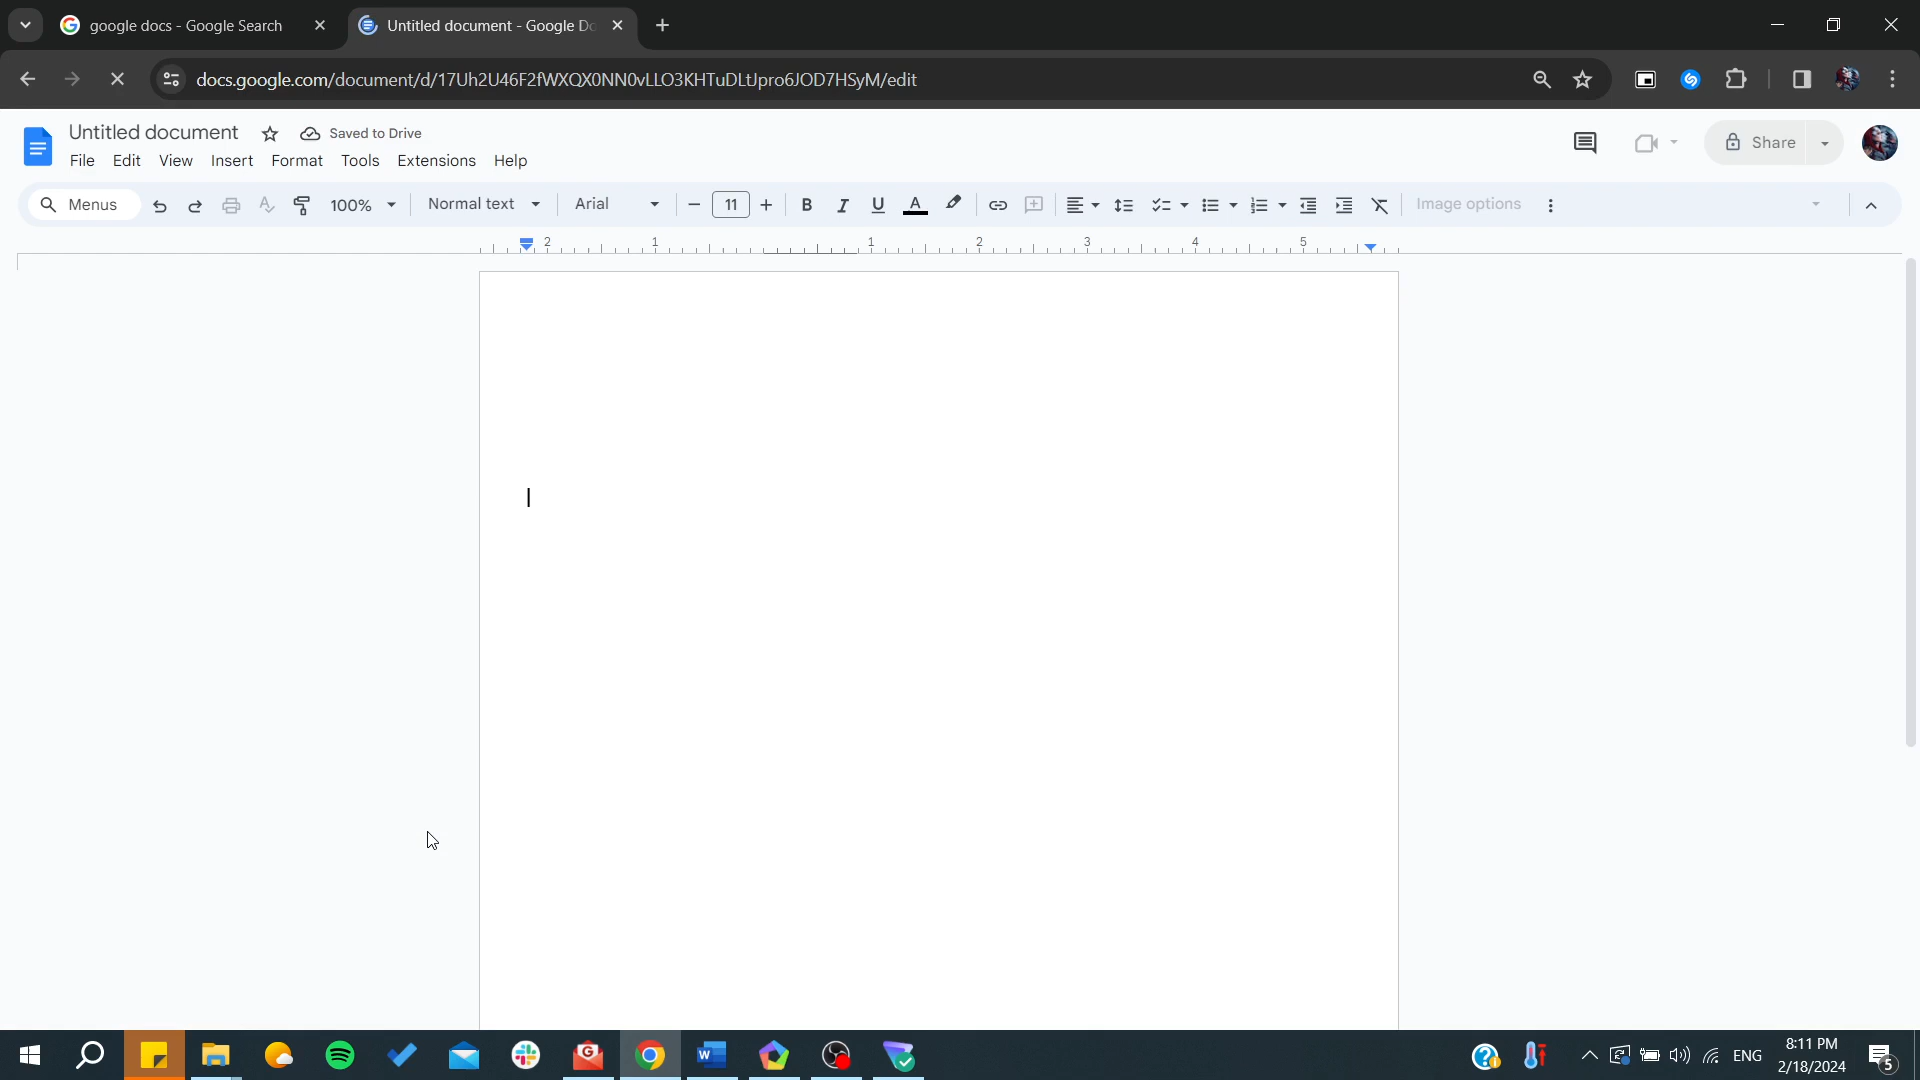 google docs - Google Search
Untitled document - Google Do
docs.google.com/document/d/17Uh2U46F2fWXQX0NN0vLLO3KHTuDLtJpro6JOD7HSyM/edit
Untitled document
Saved to Drive
File Edit View Insert Format Tools Extensions Help
Share
Menus 100% Normal text Arial 11 B I U A Image options
2 1 1 2 3 4 5
ENG
8:11 PM
2/18/2024
5